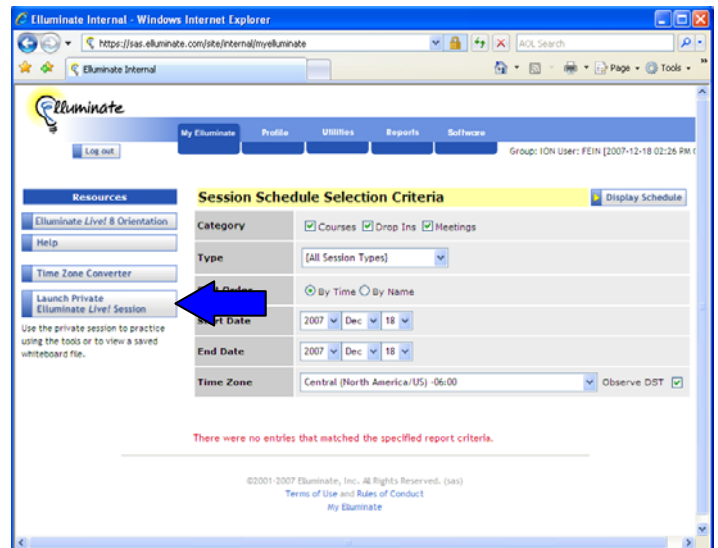 Elluminate Internal - Windows Internet Explorer
https://sas.elluminate.com/site/internal/myelluminate
AOL Search
Elluminate Internal
Page
Tools
Elluminate
My Elluminate Profile Utilities Reports Software
Log out
Group: ION User: FEIN [2007-12-18 02:26 PM
Resources
Elluminate Live! 8 Orientation
Help
Time Zone Converter
Launch Private
Elluminate Live! Session
Use the private session to practice
using the tools or to view a saved
whiteboard file.
Session Schedule Selection Criteria
Display Schedule
Category Courses Drop Ins Meetings
Type {All Session Types}
Order By Time By Name
Start Date 2007 Dec 18
End Date 2007 Dec 18
Time Zone Central (North America/US) -06:00 Observe DST
There were no entries that matched the specified report criteria.
©2001-2007 Elluminate, Inc. All Rights Reserved. (sas)
Terms of Use and Rules of Conduct
My Elluminate